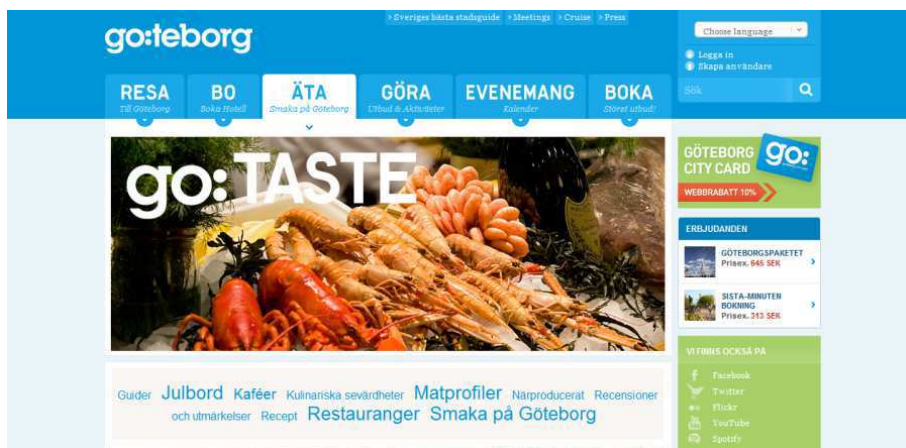 > Sveriges bästa stadsguide > Meetings > Cruise > Press
go:teborg
Choose language
Logga in
Skapa användare
Sök
RESA
Till Göteborg
BO
Boka Hotell
ÄTA
Smaka på Göteborg
GÖRA
Utbud & Aktiviteter
EVENEMANG
Kalender
BOKA
Störst utbud!
go:TASTE
GÖTEBORG
CITY CARD
go:
WEBBRABATT 10%
ERBJUDANDEN
GÖTEBORGSPAKETET
Prisex. 645 SEK
SISTA-MINUTEN
BOKNING
Prisex. 313 SEK
VI FINNS OCKSÅ PÅ
Facebook
Twitter
Flickr
YouTube
Spotify
Guider Julbord Kaféer Kulinariska sevärdheter Matprofiler Närproducerat Recensioner
och utmärkelser Recept Restauranger Smaka på Göteborg